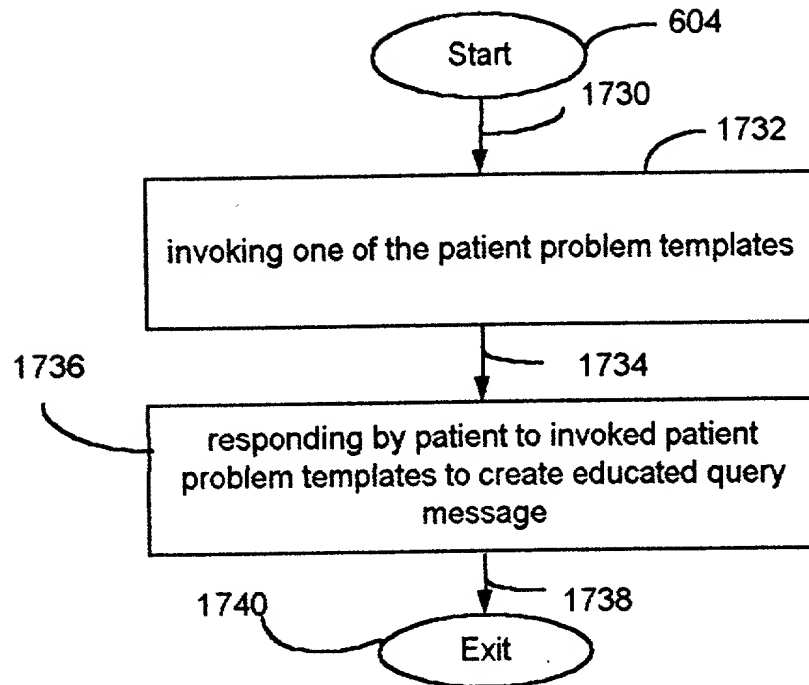 604
Start
1730
1732
invoking one of the patient problem templates
1734
1736
responding by patient to invoked patient
problem templates to create educated query
message
1738
1740
Exit